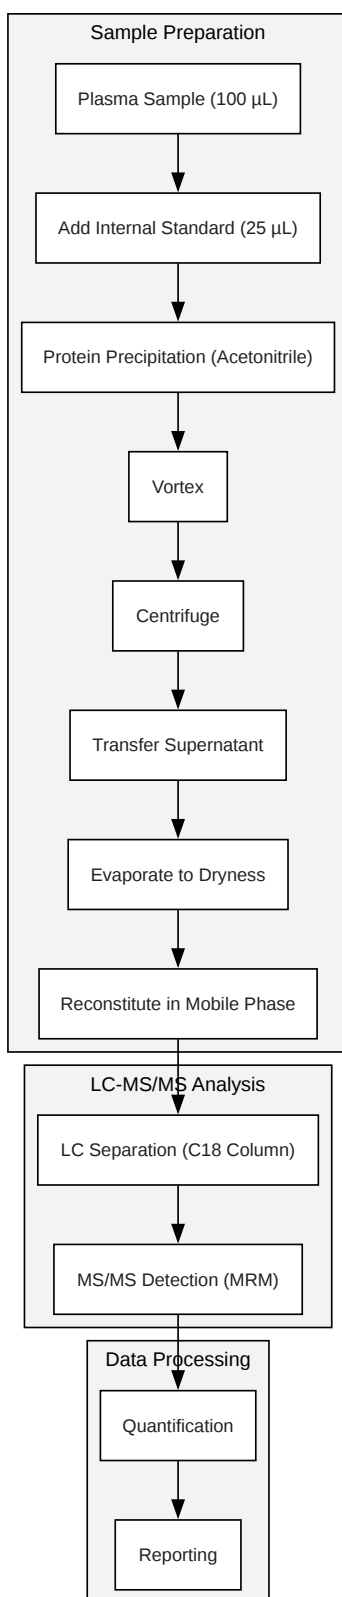 Sample Preparation
Plasma Sample (100 µL)
Add Internal Standard (25 µL)
Protein Precipitation (Acetonitrile)
Vortex
Centrifuge
Transfer Supernatant
Evaporate to Dryness
Reconstitute in Mobile Phase
LC-MS/MS Analysis
LC Separation (C18 Column)
MS/MS Detection (MRM)
Data Processing
Quantification
Reporting